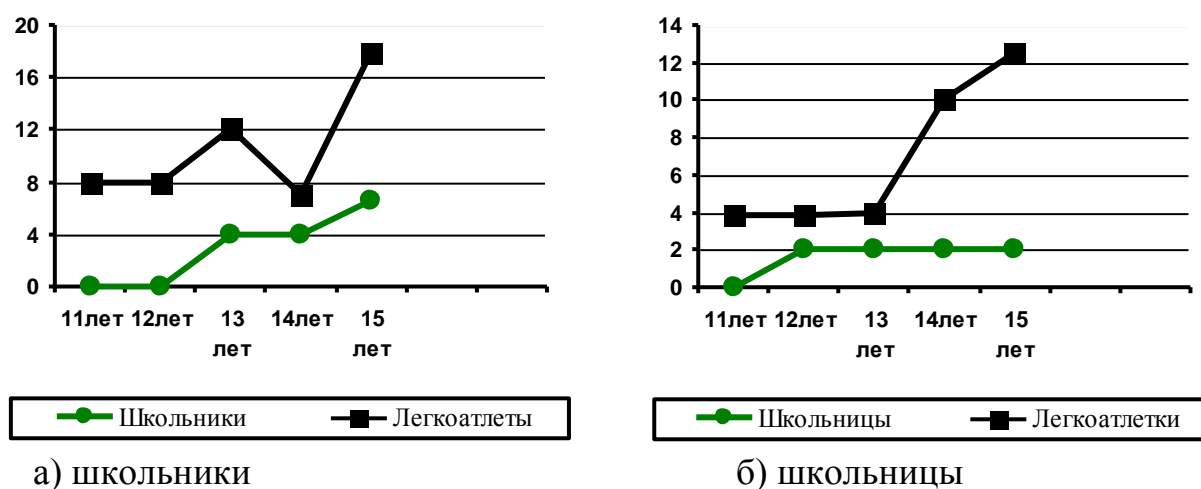 20
16
12
8
4
0
11лет 12лет 13 лет 14лет 15 лет
Школьники Легкоатлеты
а) школьники
14
12
10
8
6
4
2
0
11лет 12лет 13 лет 14лет 15 лет
Школьницы Легкоатлетки
б) школьницы